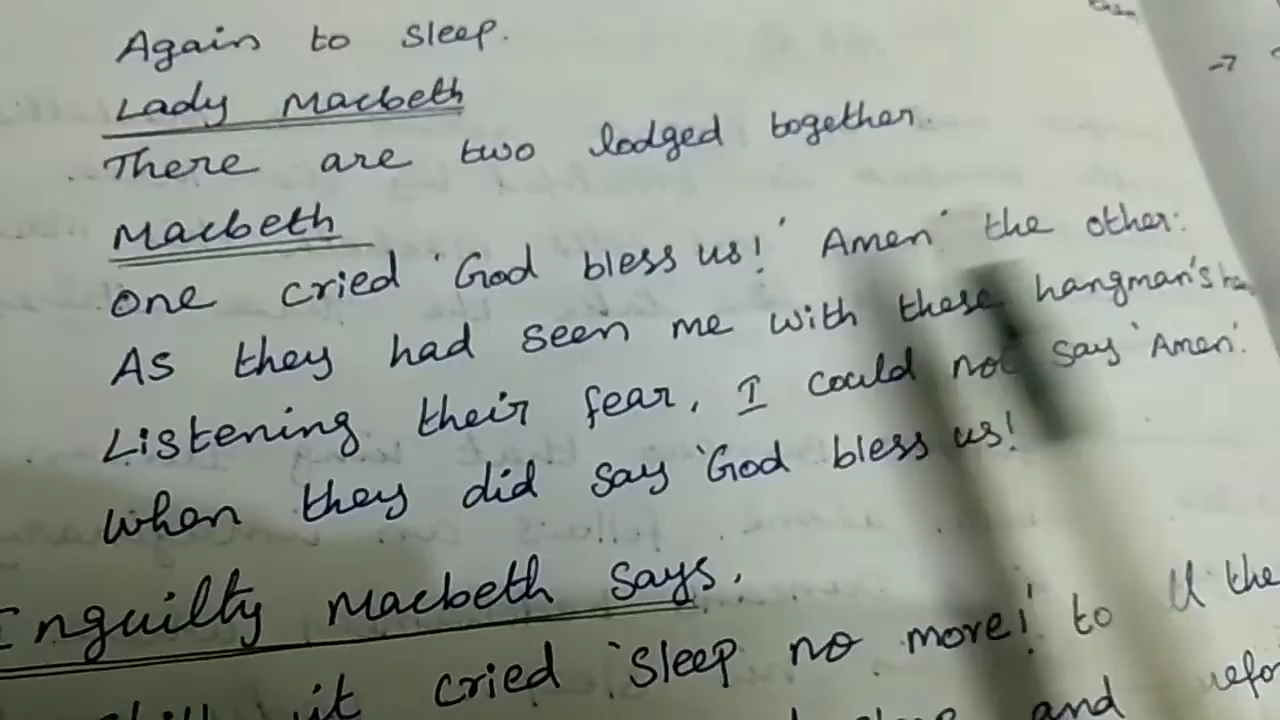 Again to sleep.
Lady Macbeth
There are two lodged together.
Macbeth
One cried 'God bless us!' 'Amen' the other:
As they had seen me with these hangman's
Listening their fear, I could not say 'Amen'.
When they did say 'God bless us!
Inguilty Macbeth says,
it cried 'Sleep no more! to the
and